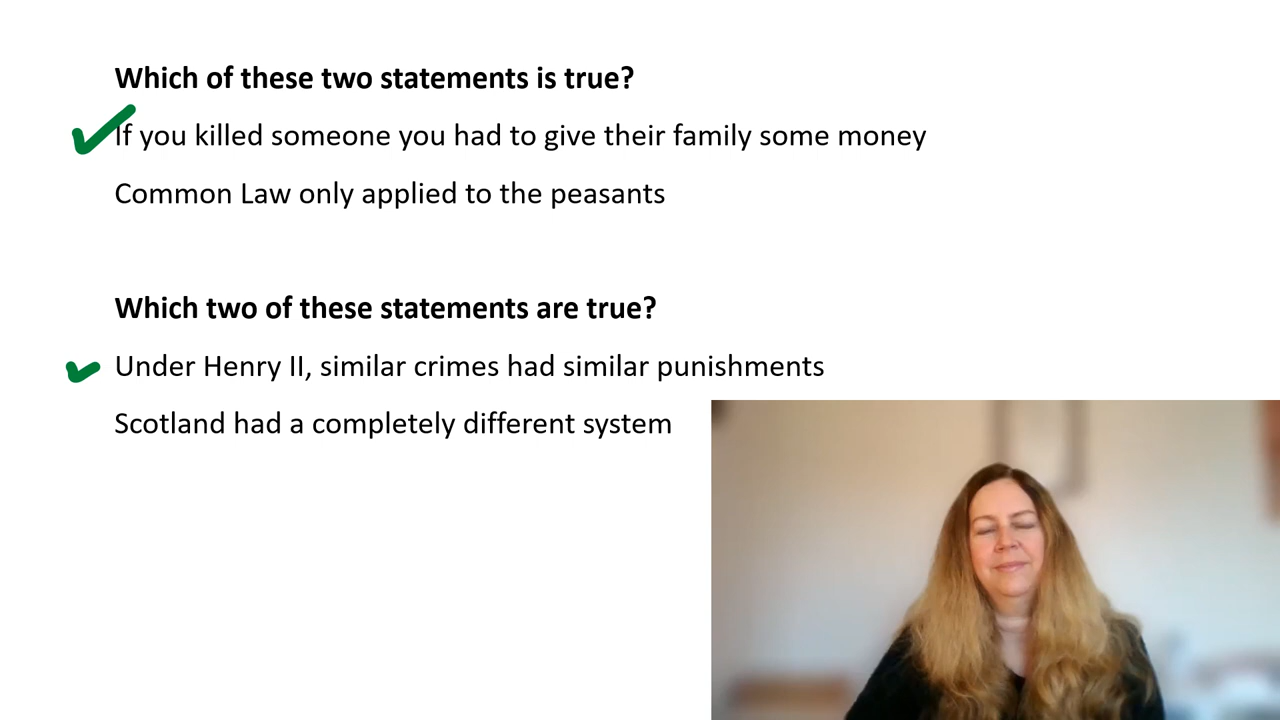 Which of these two statements is true?
If you killed someone you had to give their family some money
Common Law only applied to the peasants
Which two of these statements are true?
Under Henry II, similar crimes had similar punishments
Scotland had a completely different system